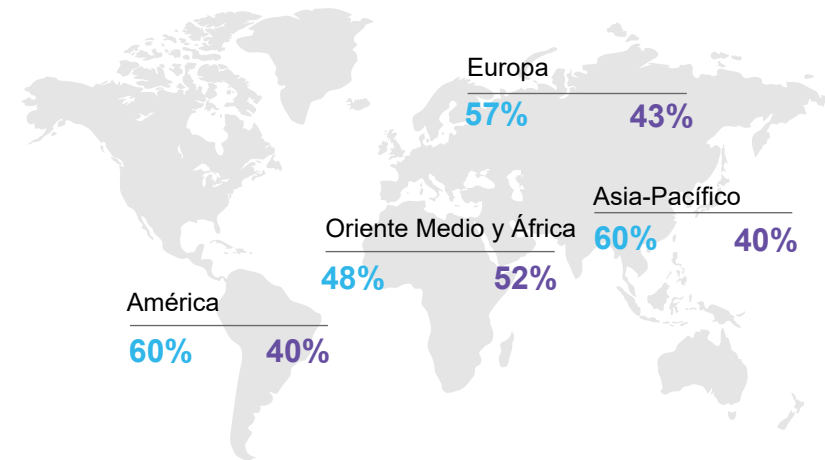 Europa
57% 43%
Asia-Pacífico
60% 40%
Oriente Medio y África
48% 52%
América
60% 40%